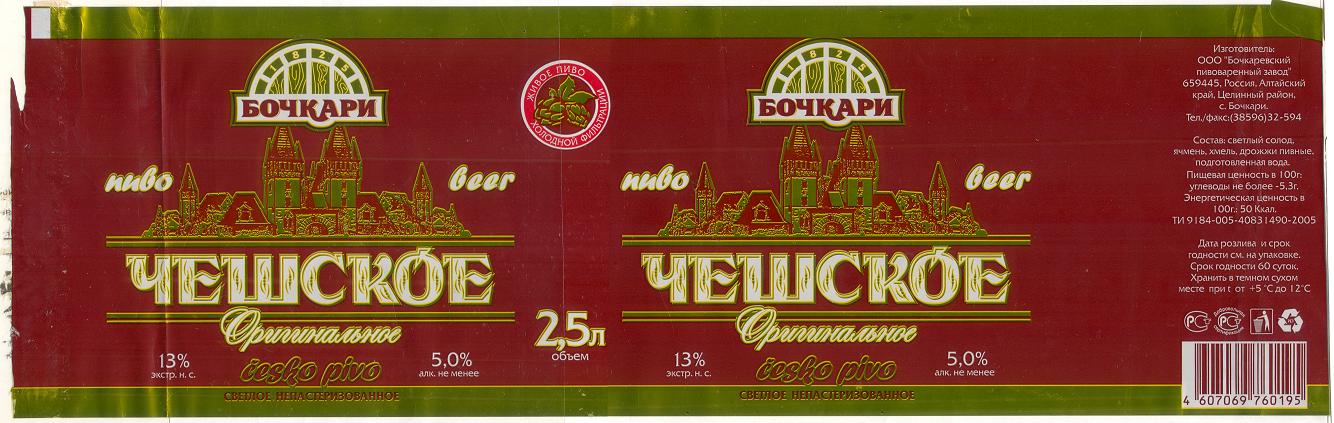 1825
БОЧКАРИ
пиво
beer
ЧЕШСКОЕ
Оригинальное
13%
экстр. н. с.
česko pivo
5,0%
алк. не менее
СВЕТЛОЕ НЕПАСТЕРИЗОВАННОЕ
ЖИВОЕ ПИВО
ХОЛОДНОЙ ФИЛЬТРАЦИИ
2,5л
объем
1825
БОЧКАРИ
пиво
beer
ЧЕШСКОЕ
Оригинальное
13%
экстр. н. с.
česko pivo
5,0%
алк. не менее
СВЕТЛОЕ НЕПАСТЕРИЗОВАННОЕ
Изготовитель:
ООО "Бочкаревский
пивоваренный завод"
659445, Россия, Алтайский
край, Целинный район,
с. Бочкари.
Тел./факс:(38596)32-594
Состав: светлый солод,
ячмень, хмель, дрожжи пивные,
подготовленная вода.
Пищевая ценность в 100г:
углеводы не более -5,3г.
Энергетическая ценность в
100г.: 50 Ккал.
ТИ 9184-005-40831490-2005
Дата розлива и срок
годности см. на упаковке.
Срок годности 60 суток.
Хранить в темном сухом
месте при t от +5 °С до 12°С
4 607069 760195